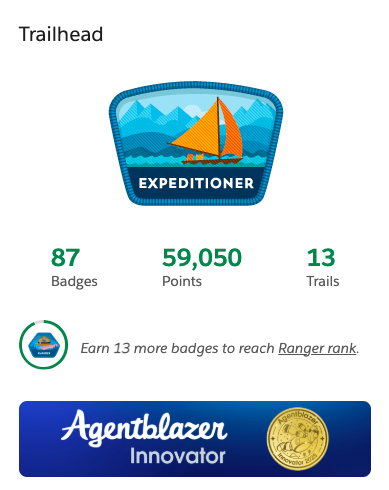 Trailhead
EXPEDITIONER
87
59,050
13
Badges
Points
Trails
Earn 13 more badges to reach Ranger rank.
Agentblazer
Innovator
Agentblazer
Innovator 2025